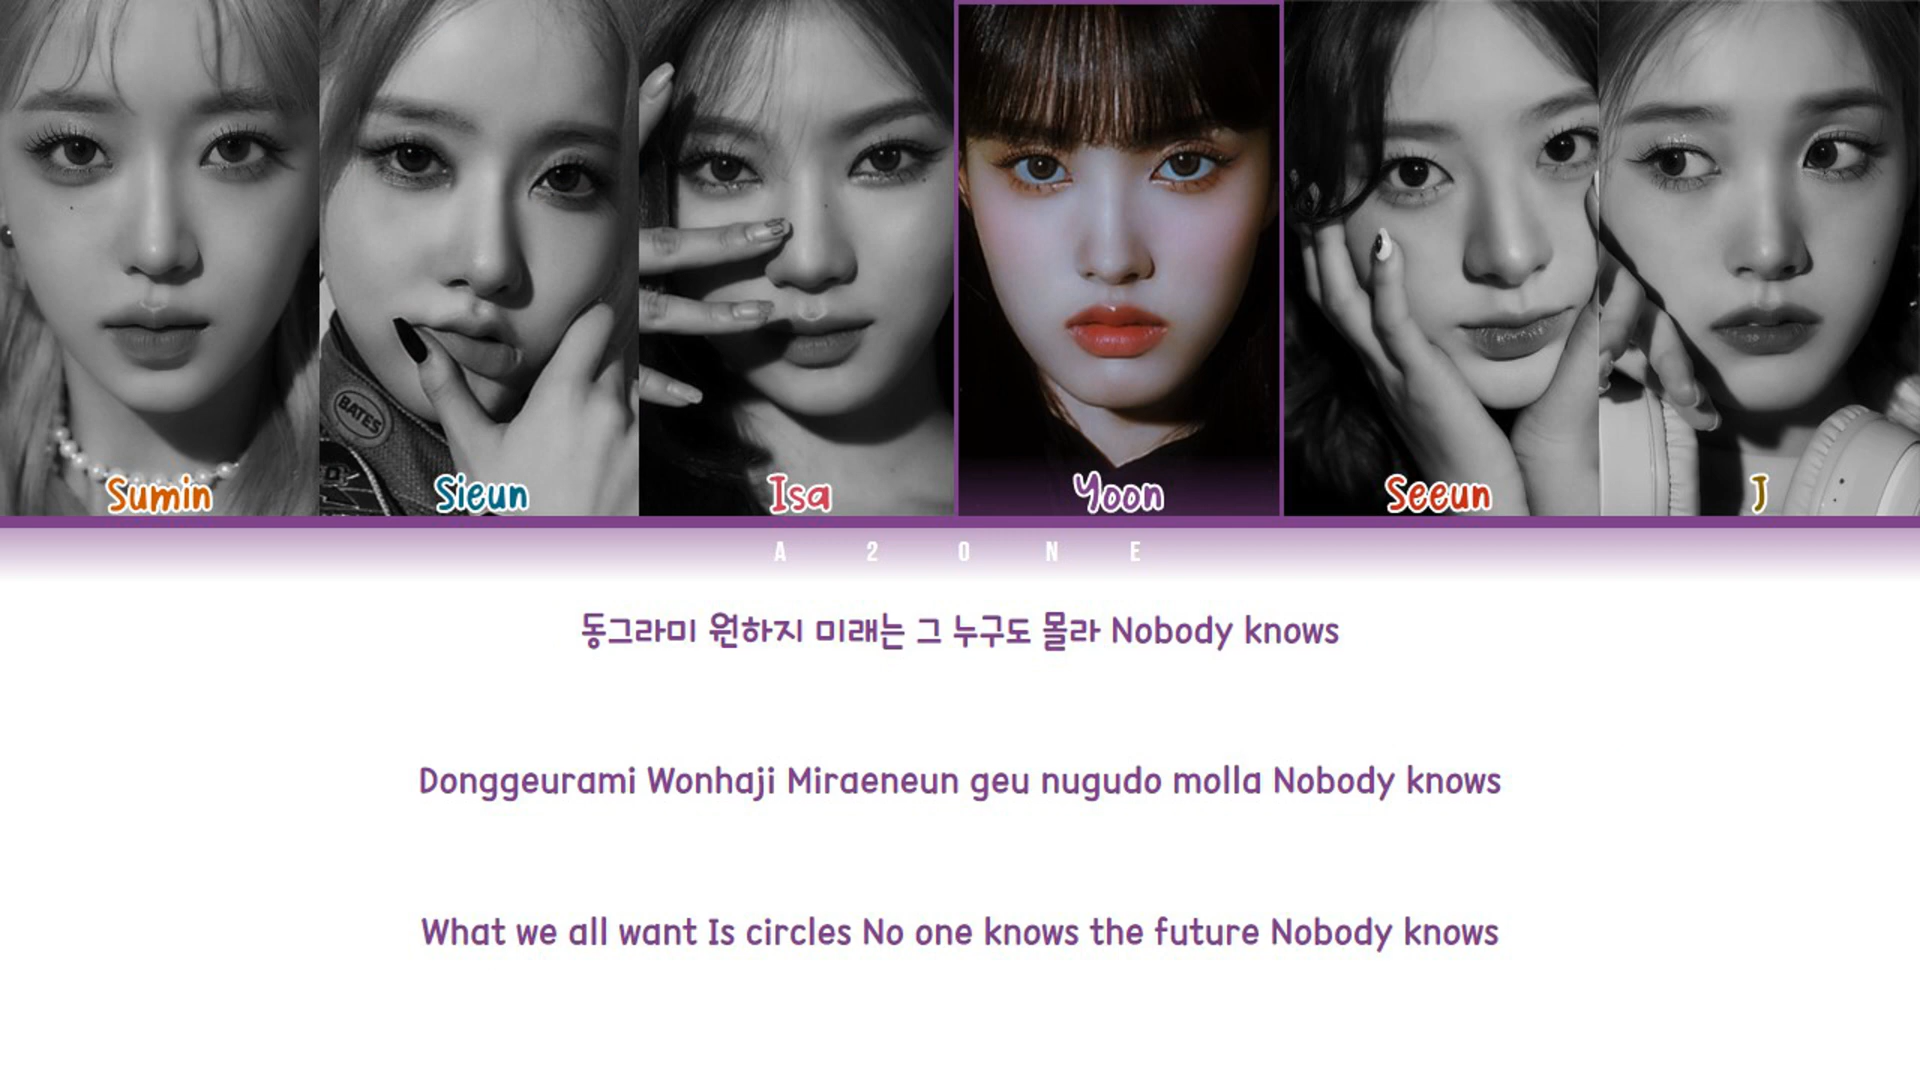 BATES
Sumin
Sieun
Isa
Yoon
Seeun
J
A 2 O N E
동그라미 원하지 미래는 그 누구도 몰라 Nobody knows
Donggeurami Wonhaji Miraeneun geu nugudo molla Nobody knows
What we all want Is circles No one knows the future Nobody knows